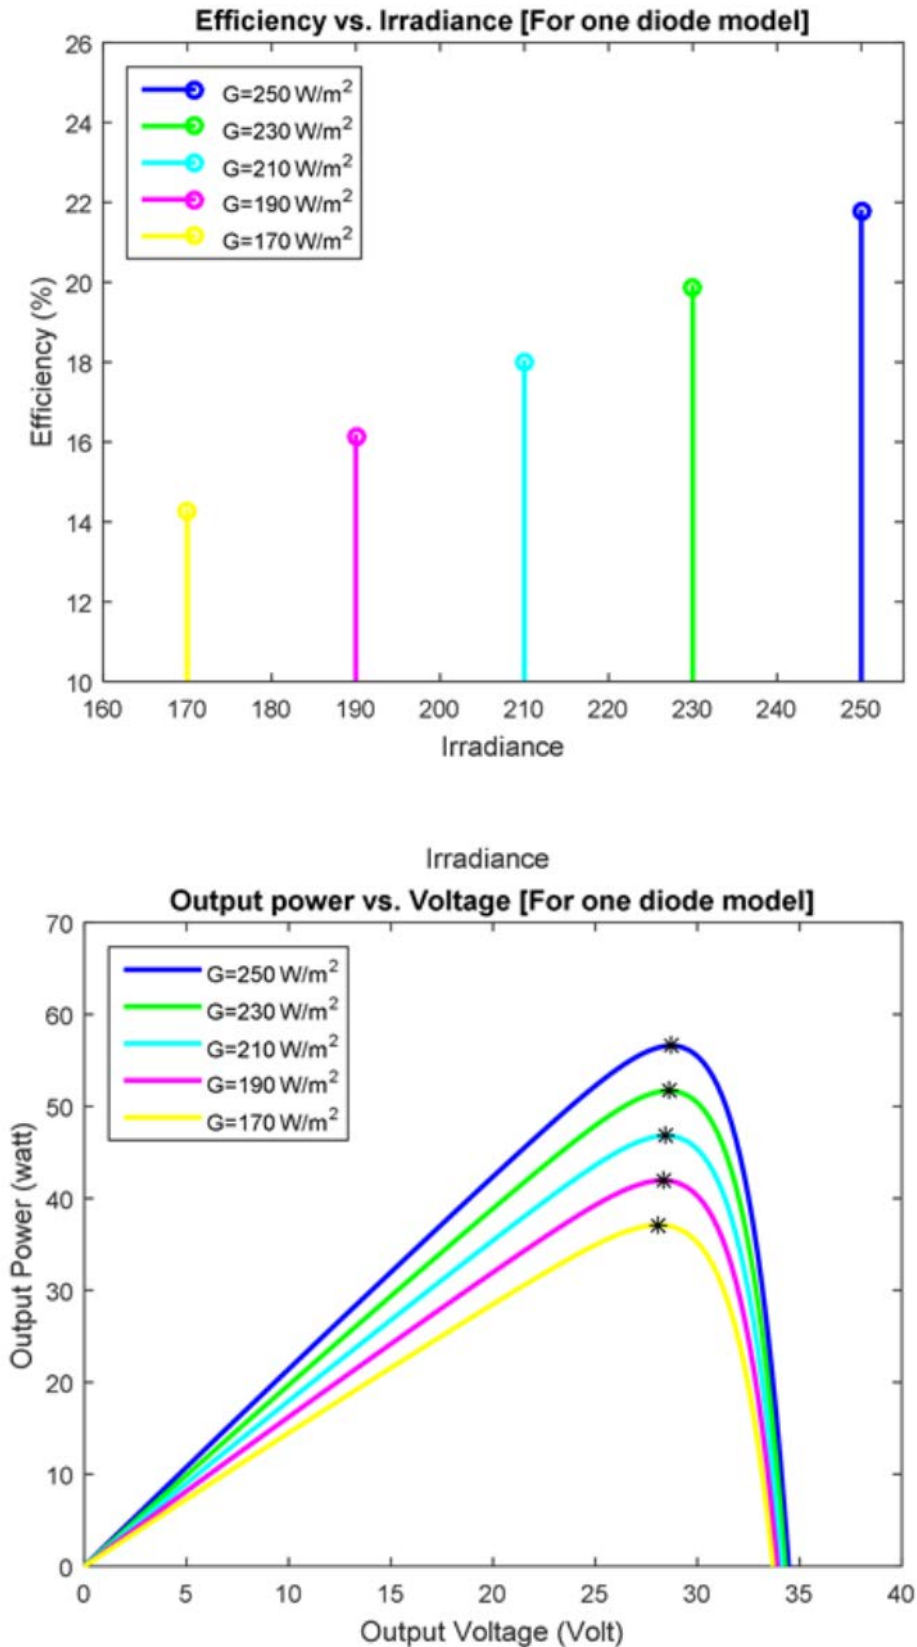 Efficiency vs. Irradiance [For one diode model]
26
24
22
20
18
16
14
12
10
Efficiency (%)
G=250 W/m²
G=230 W/m²
G=210 W/m²
G=190 W/m²
G=170 W/m²
160 170 180 190 200 210 220 230 240 250
Irradiance
Irradiance
Output power vs. Voltage [For one diode model]
70
60
50
40
30
20
10
0
Output Power (watt)
G=250 W/m²
G=230 W/m²
G=210 W/m²
G=190 W/m²
G=170 W/m²
0 5 10 15 20 25 30 35 40
Output Voltage (Volt)